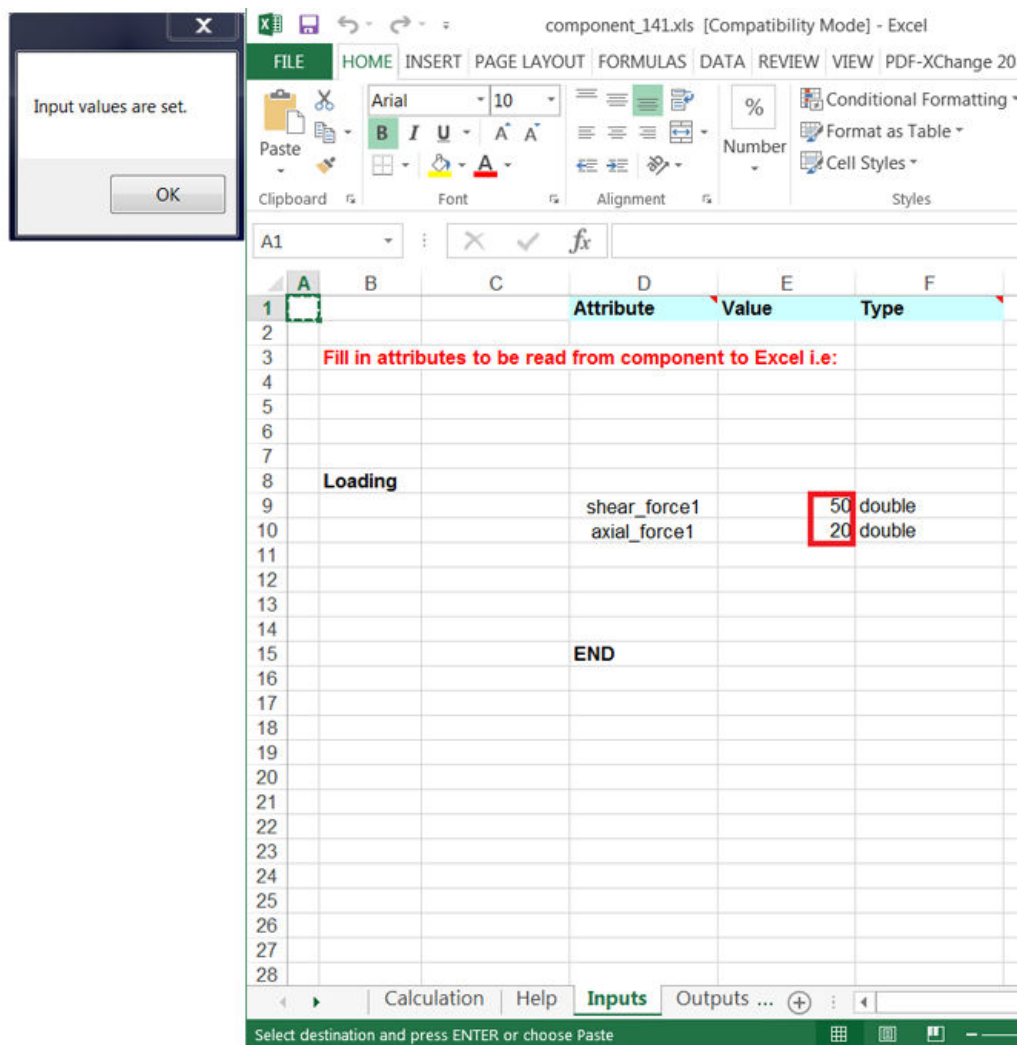 X
Input values are set.
OK
component_141.xls [Compatibility Mode] - Excel
FILE HOME INSERT PAGE LAYOUT FORMULAS DATA REVIEW VIEW PDF-XChange 20
Paste
Arial 10
B I U A A
A
%
Number
Conditional Formatting
Format as Table
Cell Styles
Clipboard Font Alignment Styles
A1 fx
A B C D E F
1 Attribute Value Type
2
3 Fill in attributes to be read from component to Excel i.e:
4
5
6
7
8 Loading
9 shear_force1 50 double
10 axial_force1 20 double
11
12
13
14
15 END
16
17
18
19
20
21
22
23
24
25
26
27
28
Calculation Help Inputs Outputs ...
Select destination and press ENTER or choose Paste